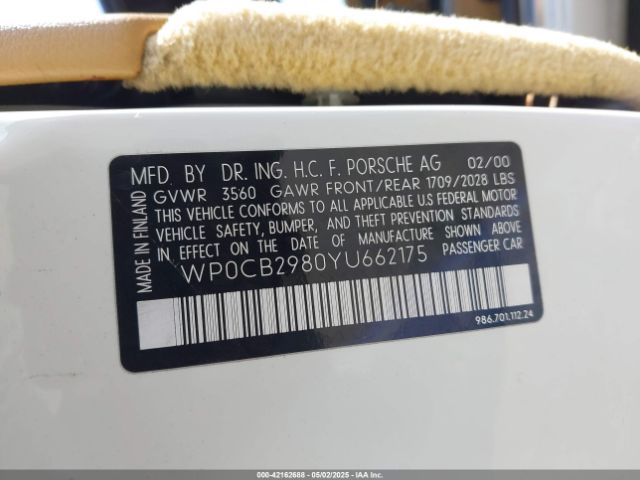 MFD. BY DR. ING. H.C. F. PORSCHE AG 02/00
GVWR 3560 GAWR FRONT/REAR 1709/2028 LBS
THIS VEHICLE CONFORMS TO ALL APPLICABLE U.S FEDERAL MOTOR
VEHICLE SAFETY, BUMPER, AND THEFT PREVENTION STANDARDS
IN EFFECT ON THE DATE OF MANUFACTURE SHOWN ABOVE.
WP0CB2980YU662175 PASSENGER CAR
MADE IN FINLAND
986.701.112.24
000-42162688 - 05/02/2025 - IAAI.COM